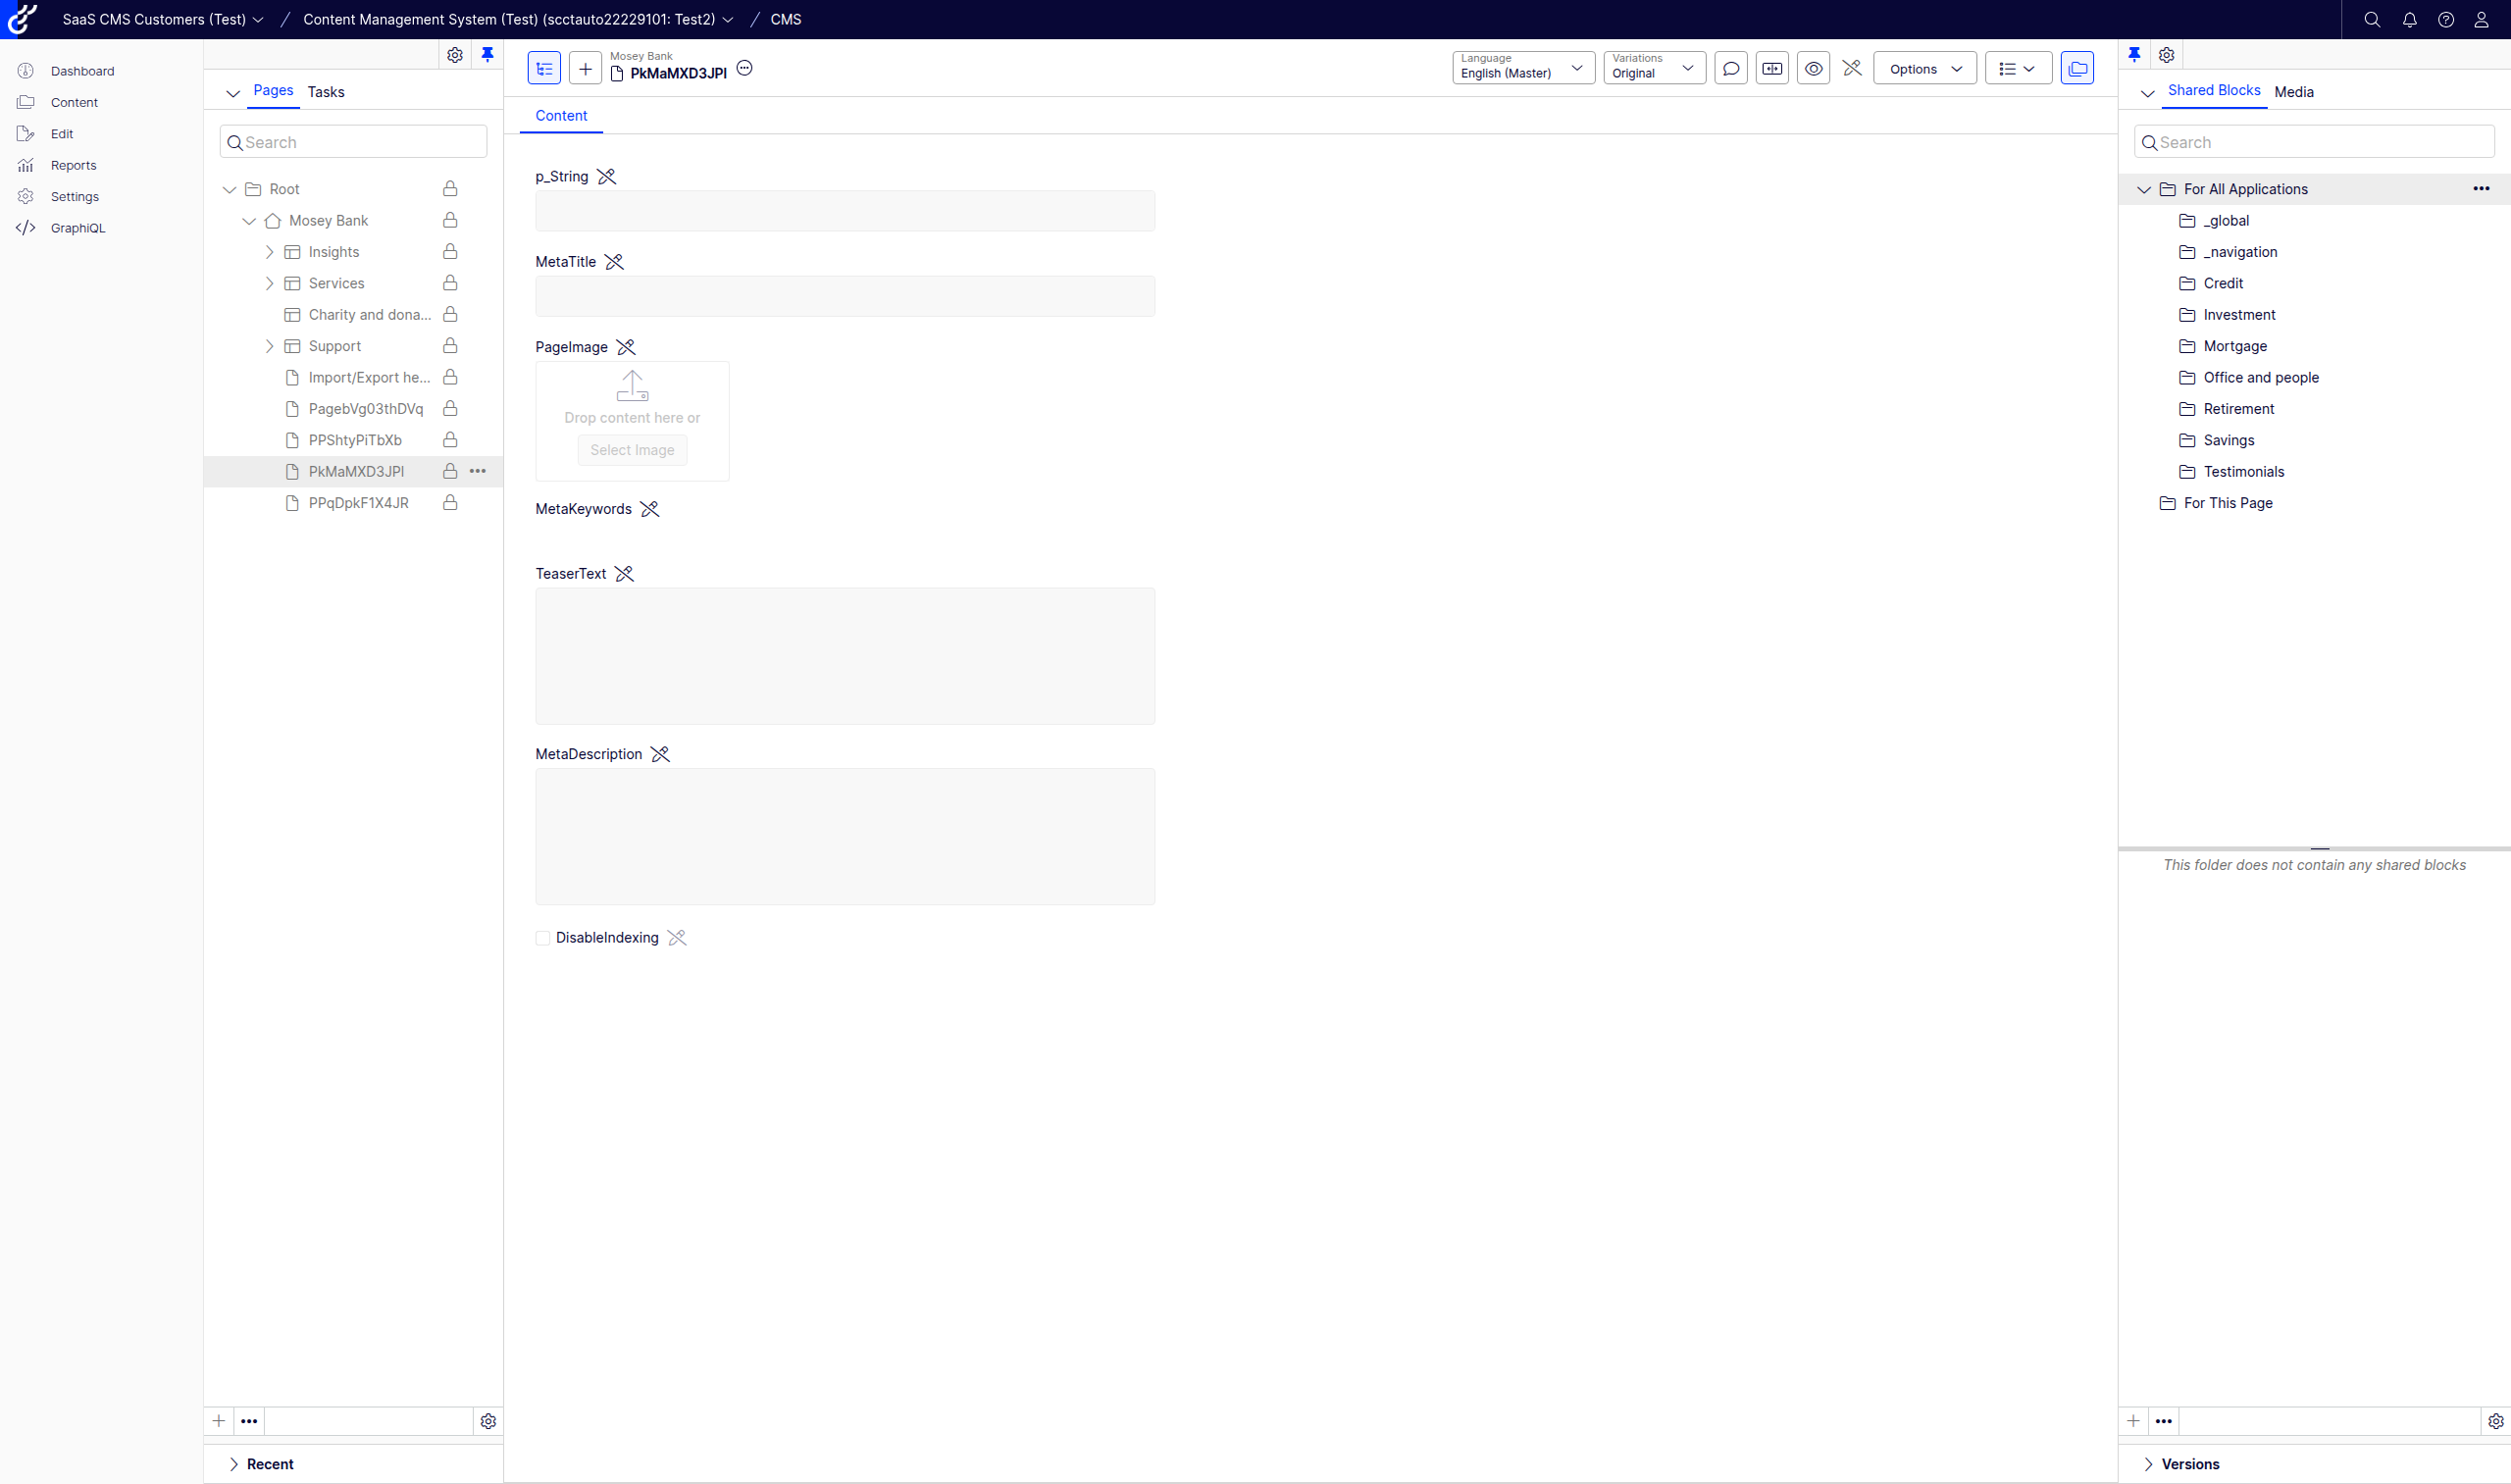 SaaS CMS Customers (Test) / Content Management System (Test) (scctauto22229101: Test2) / CMS
Dashboard
Content
Edit
Reports
Settings
GraphiQL
Pages Tasks
Search
Root
Mosey Bank
Insights
Services
Charity and dona...
Support
Import/Export he...
PagebVg03thDVq
PPShtyPiTbXb
PkMaMXD3JPl
PPqDpkF1X4JR
Recent
Mosey Bank
PkMaMXD3JPl
Language
English (Master)
Variations
Original
Options
Content
p_String
MetaTitle
PageImage
Drop content here or
Select Image
MetaKeywords
TeaserText
MetaDescription
DisableIndexing
Shared Blocks Media
Search
For All Applications
_global
_navigation
Credit
Investment
Mortgage
Office and people
Retirement
Savings
Testimonials
For This Page
This folder does not contain any shared blocks
Versions